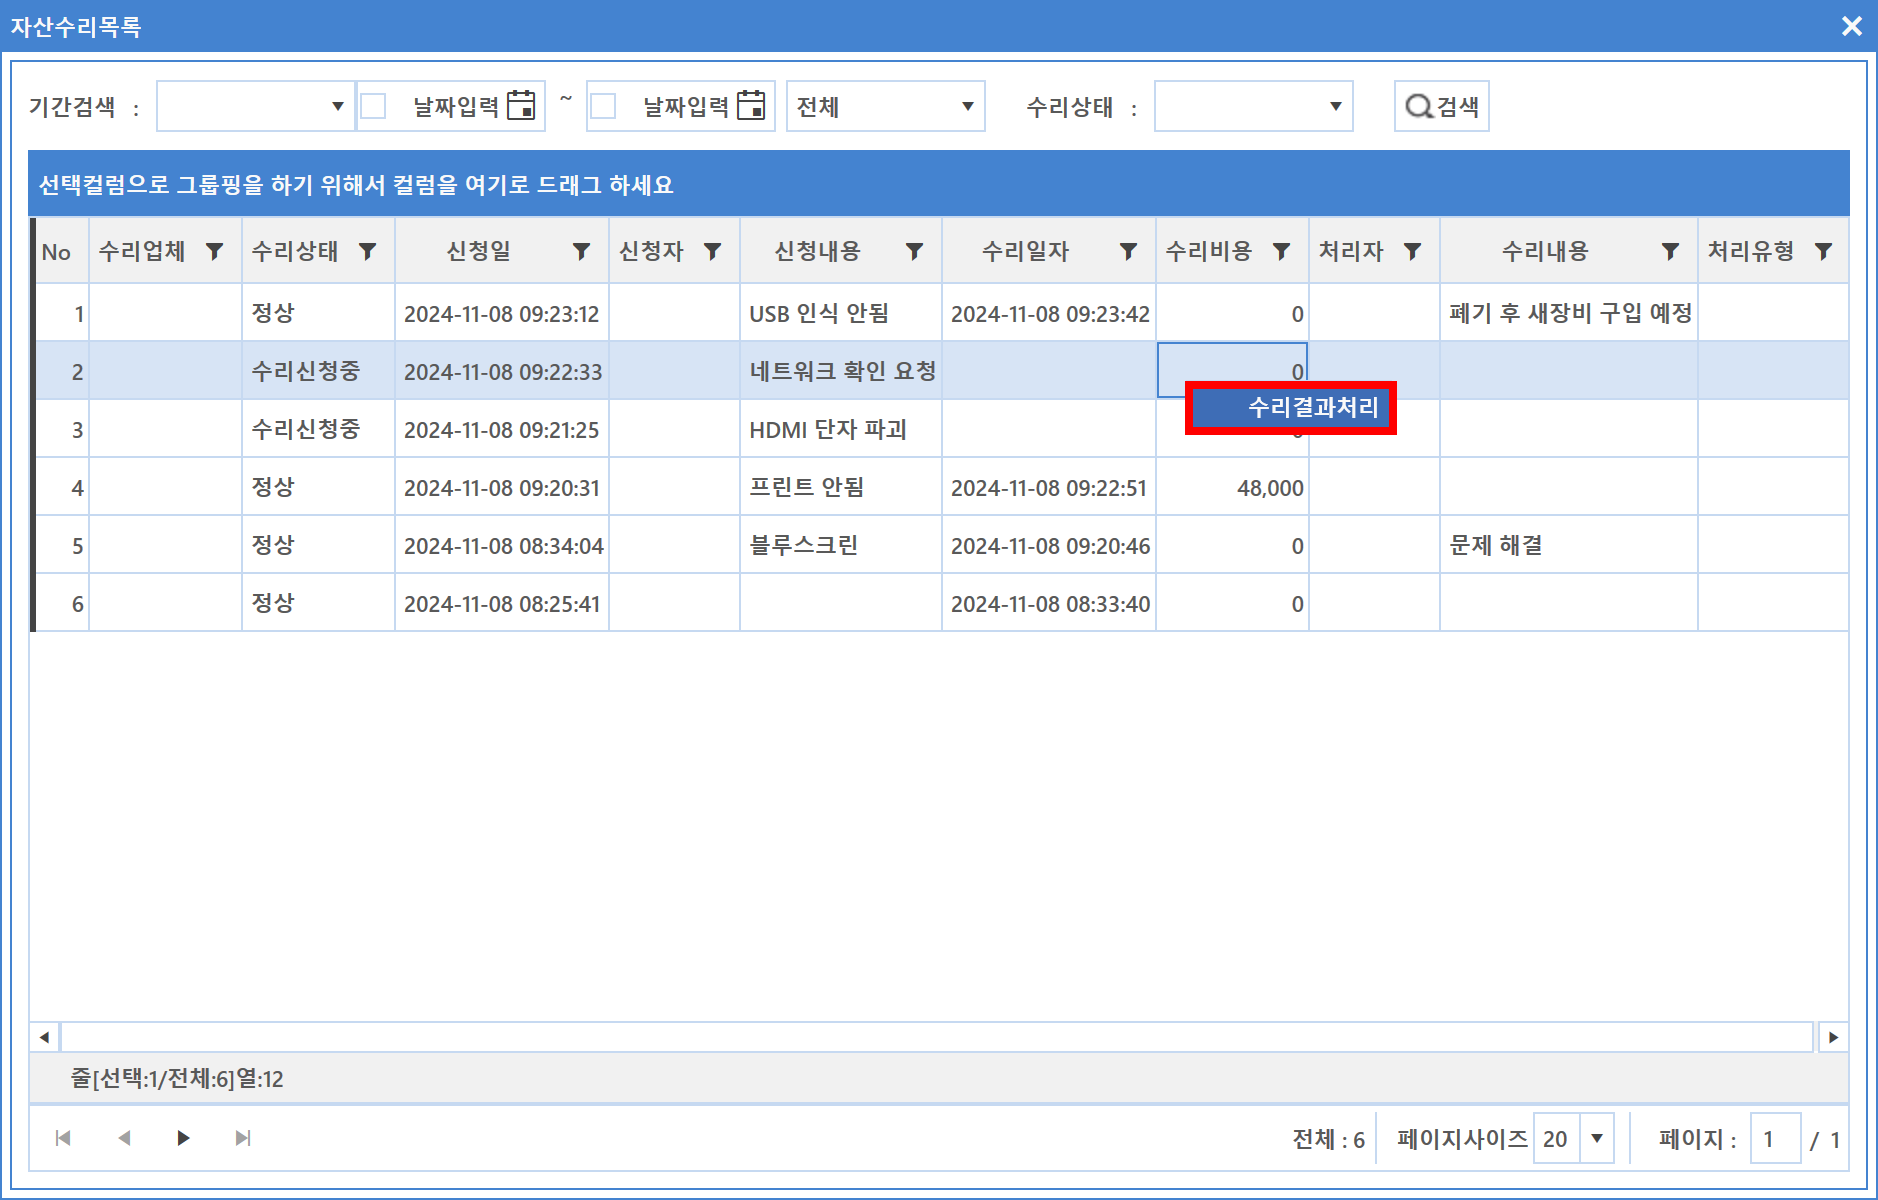 자산수리목록
기간검색 : 날짜입력 ~ 날짜입력 전체 수리상태 : 검색
선택컬럼으로 그룹핑을 하기 위해서 컬럼을 여기로 드래그 하세요
No 수리업체 수리상태 신청일 신청자 신청내용 수리일자 수리비용 처리자 수리내용 처리유형
1 정상 2024-11-08 09:23:12 USB 인식 안됨 2024-11-08 09:23:42 0 폐기 후 새장비 구입 예정
2 수리신청중 2024-11-08 09:22:33 네트워크 확인 요청 0
수리결과처리
3 수리신청중 2024-11-08 09:21:25 HDMI 단자 파괴
4 정상 2024-11-08 09:20:31 프린트 안됨 2024-11-08 09:22:51 48,000
5 정상 2024-11-08 08:34:04 블루스크린 2024-11-08 09:20:46 0 문제 해결
6 정상 2024-11-08 08:25:41 2024-11-08 08:33:40 0
줄[선택:1/전체:6]열:12
전체 : 6 페이지사이즈 20 페이지 : 1 / 1